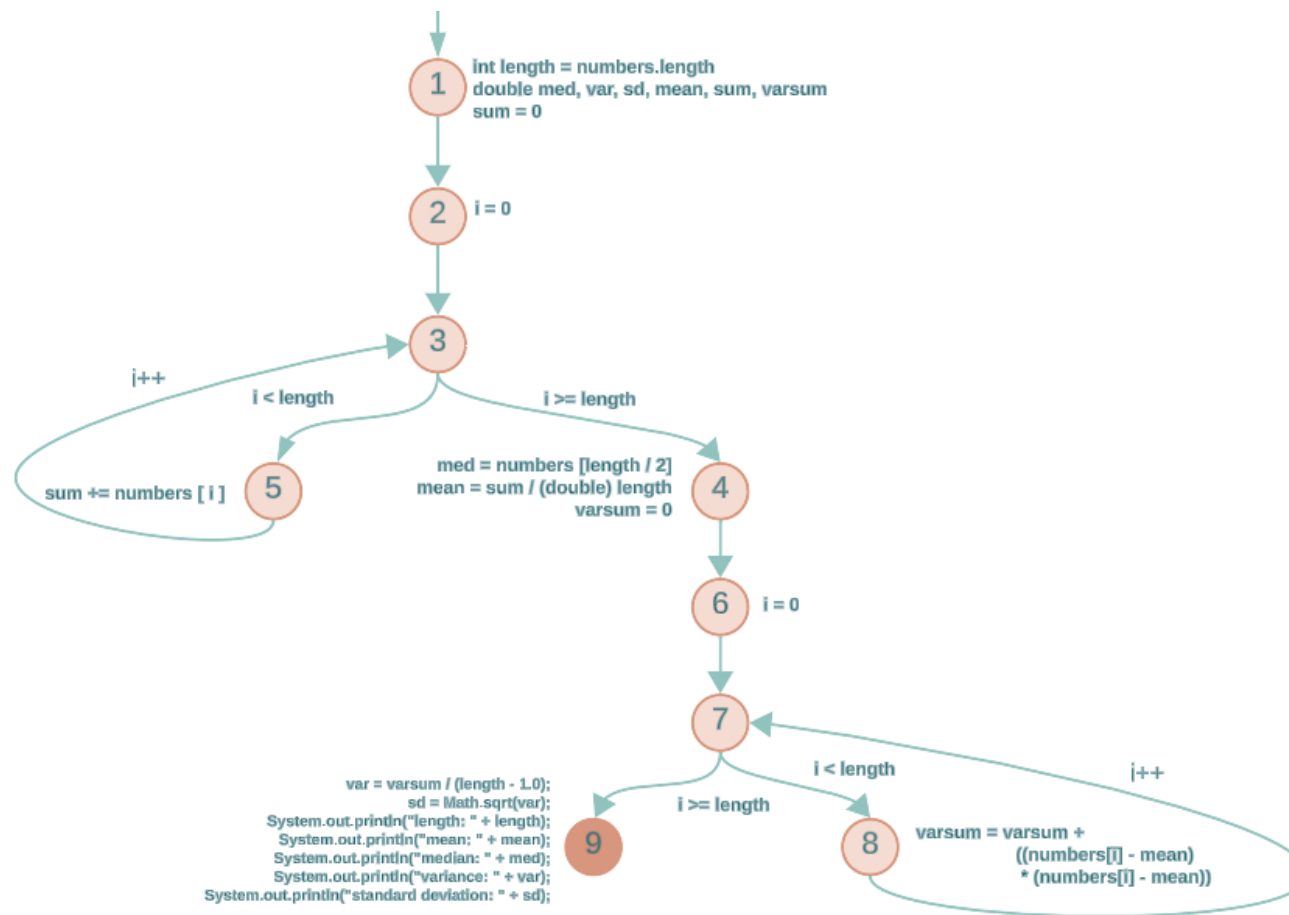 1
int length = numbers.length
double med, var, sd, mean, sum, varsum
sum = 0
2
i = 0
3
i++
i < length
i >= length
sum += numbers [ i ]
5
med = numbers [length / 2]
mean = sum / (double) length
varsum = 0
4
6
i = 0
7
i < length
i++
i >= length
var = varsum / (length - 1.0);
sd = Math.sqrt(var);
System.out.println("length: " + length);
System.out.println("mean: " + mean);
System.out.println("median: " + med);
System.out.println("variance: " + var);
System.out.println("standard deviation: " + sd);
9
8
varsum = varsum +
((numbers[i] - mean)
* (numbers[i] - mean))